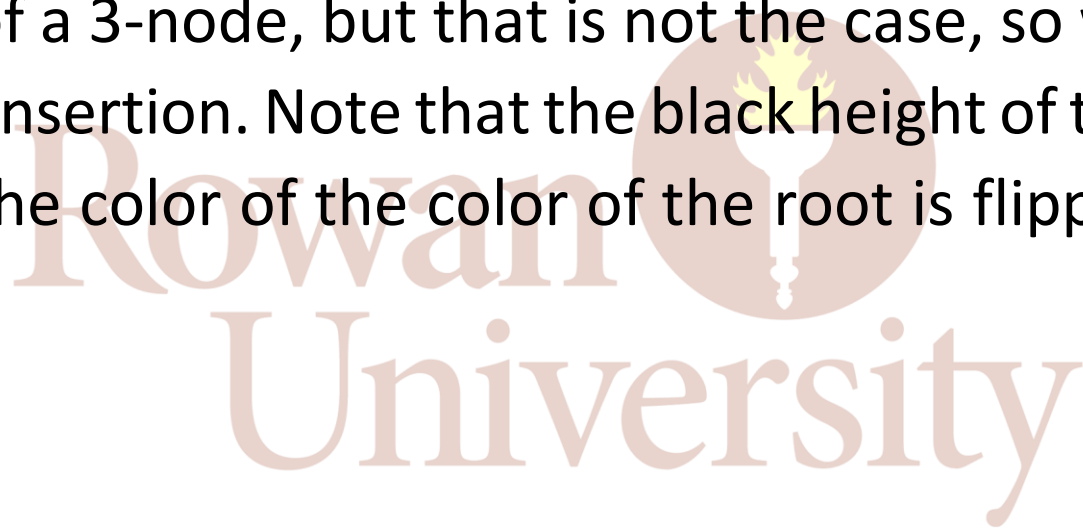 of a 3-node, but that is not the case, so
nsertion. Note that the black height of t
he color of the color of the root is flipp
Rowan
University